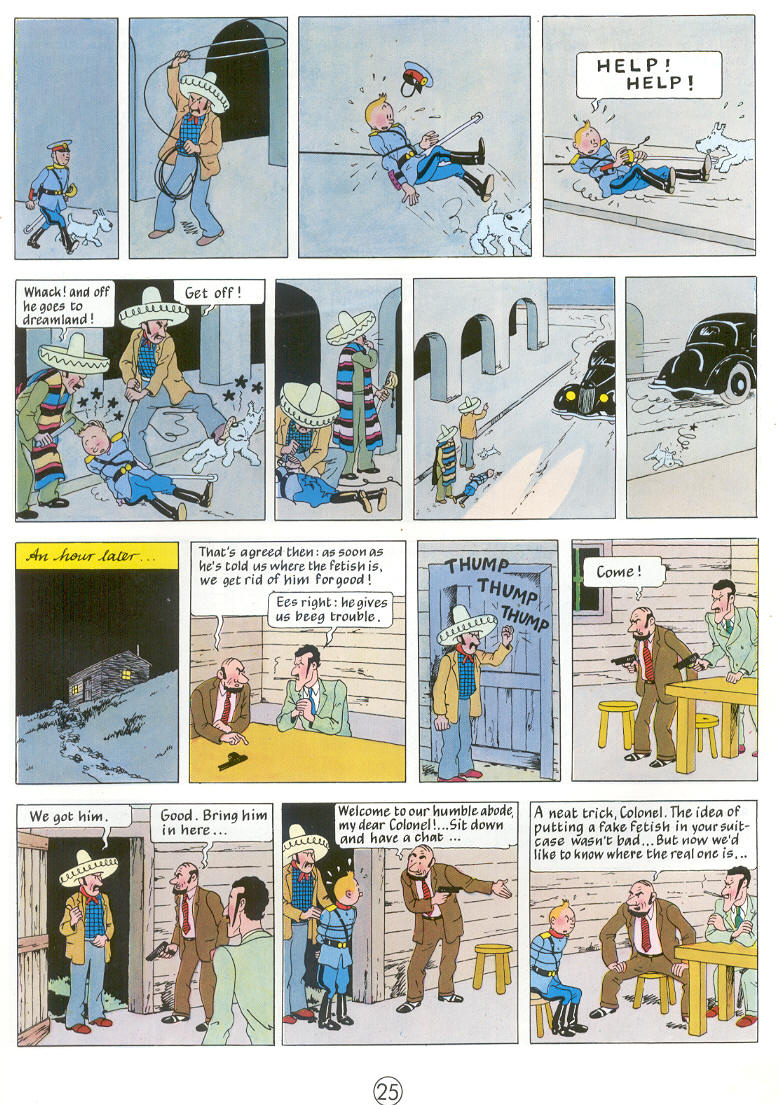 HELP!
HELP!
Whack! and off
he goes to
dreamland!
Get off!
An hour later...
That's agreed then: as soon as
he's told us where the fetish is,
we get rid of him for good!
Ees right: he gives
us beeg trouble.
THUMP
THUMP
THUMP
Come!
We got him.
Good. Bring him
in here...
Welcome to our humble abode,
my dear Colonel!...Sit down
and have a chat ...
A neat trick, Colonel. The idea of
putting a fake fetish in your suit-
case wasn't bad...But now we'd
like to know where the real one is...
25